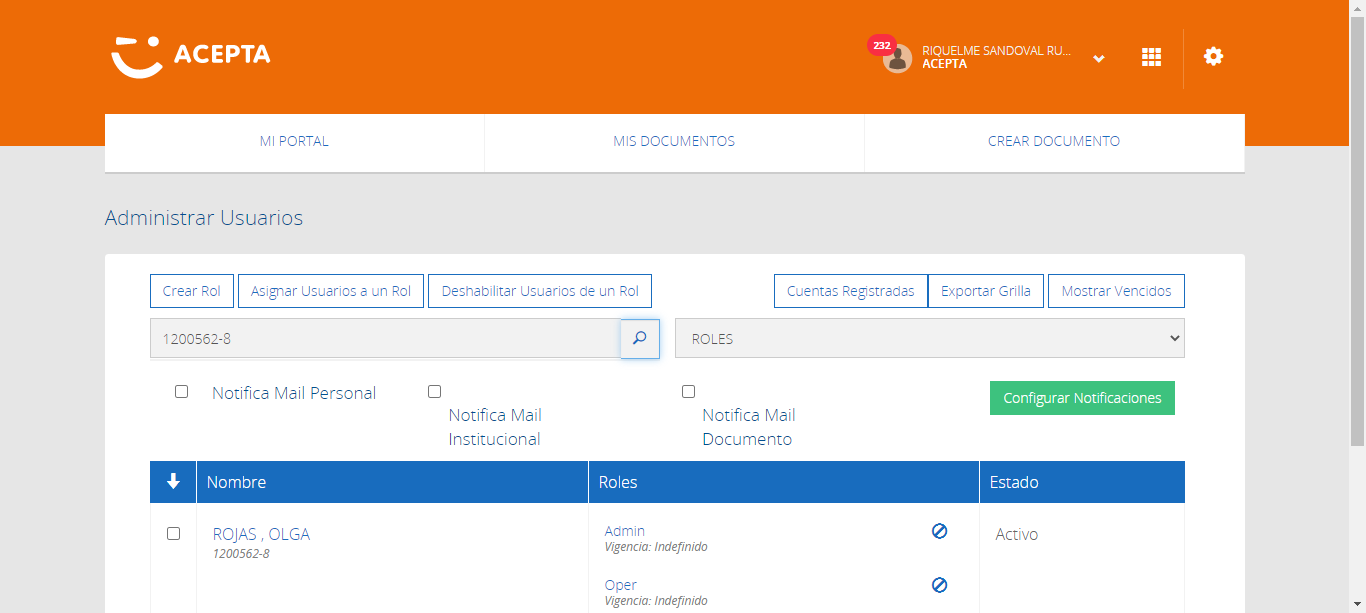 ACEPTA
232
RIQUELME SANDOVAL RU...
ACEPTA
MI PORTAL
MIS DOCUMENTOS
CREAR DOCUMENTO
Administrar Usuarios
Crear Rol
Asignar Usuarios a un Rol
Deshabilitar Usuarios de un Rol
Cuentas Registradas
Exportar Grilla
Mostrar Vencidos
1200562-8
ROLES
Notifica Mail Personal
Notifica Mail
Institucional
Notifica Mail
Documento
Configurar Notificaciones
Nombre
Roles
Estado
ROJAS , OLGA
1200562-8
Admin
Vigencia: Indefinido
Activo
Oper
Vigencia: Indefinido